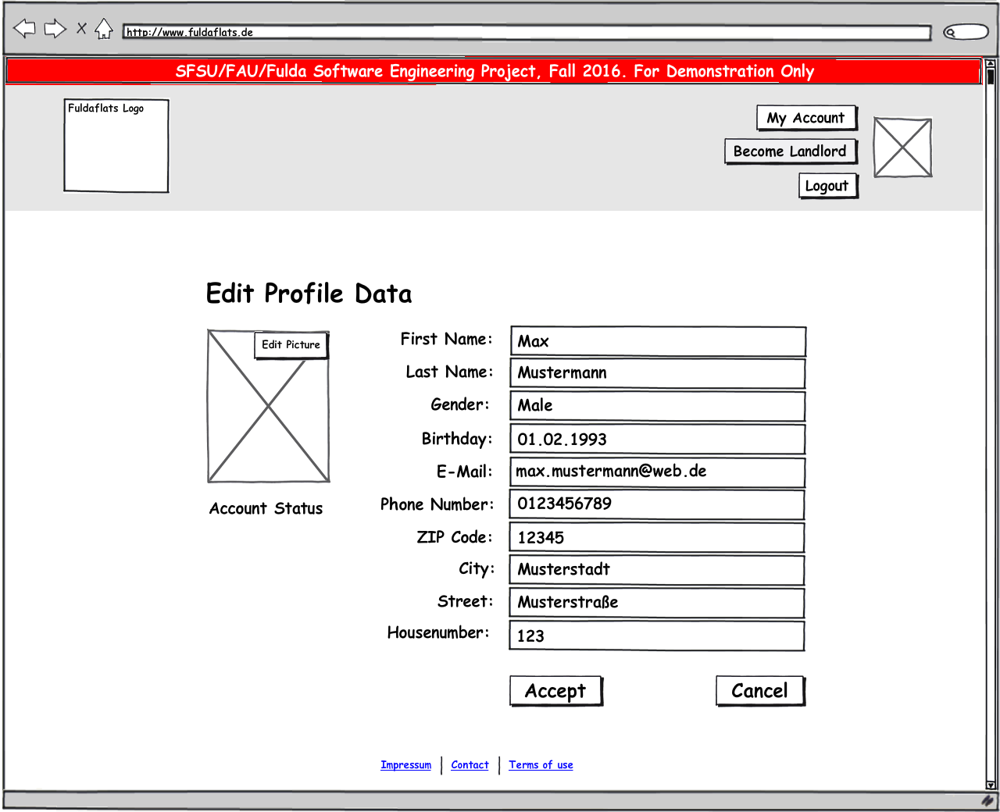 http://www.fuldaflats.de
SFSU/FAU/Fulda Software Engineering Project, Fall 2016. For Demonstration Only
Fuldaflats Logo
My Account
Become Landlord
Logout
Edit Profile Data
Edit Picture
Account Status
First Name: Max
Last Name: Mustermann
Gender: Male
Birthday: 01.02.1993
E-Mail: max.mustermann@web.de
Phone Number: 0123456789
ZIP Code: 12345
City: Musterstadt
Street: Musterstraße
Housenumber: 123
Accept Cancel
Impressum | Contact | Terms of use